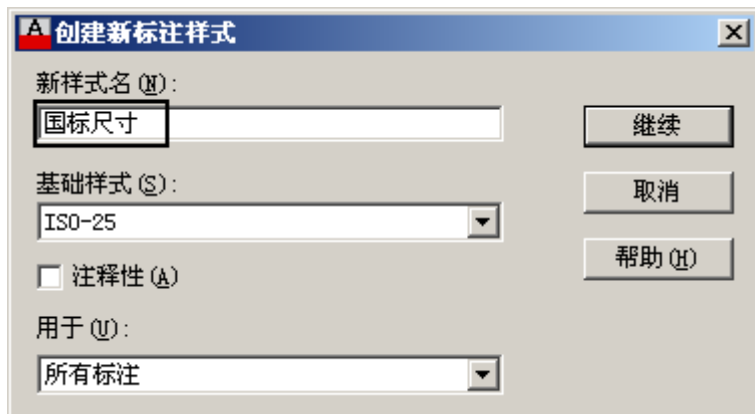 创建新标注样式
新样式名(N):
国标尺寸
继续
基础样式(S):
取消
ISO-25
帮助(H)
注释性(A)
用于(U):
所有标注